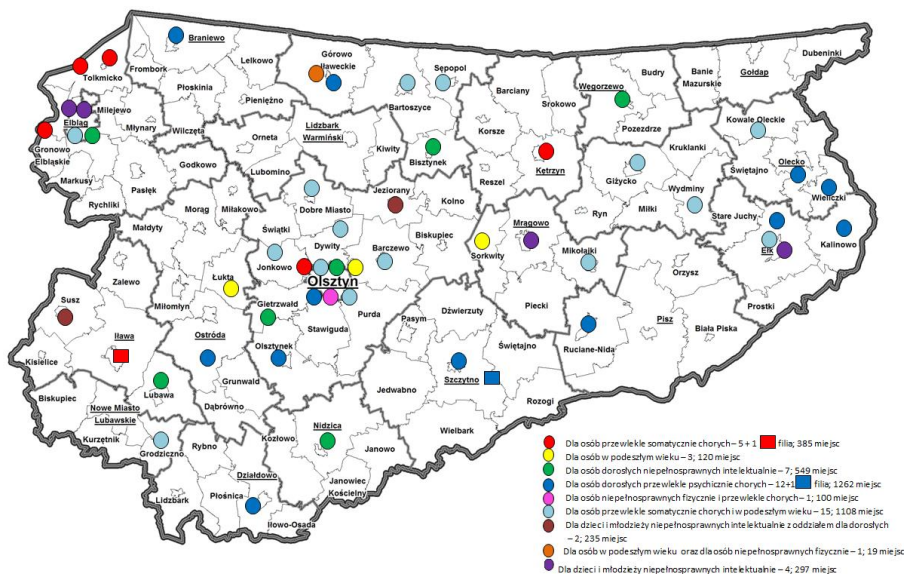 Braniewo
Frombork
Lelkowo
Płoskinia
Pieniężno
Tolkmicko
Górowo
Iławeckie
Sępopol
Bartoszyce
Barciany
Srokowo
Węgorzewo
Budry
Pozezdrze
Banie
Mazurskie
Gołdap
Dubeninki
Milejewo
Elbląg
Młynary
Wilczęta
Gronowo
Elbląskie
Markusy
Pasłęk
Godkowo
Rychliki
Orneta
Lidzbark
Warmiński
Kiwity
Lubomino
Bisztynek
Korsze
Reszel
Kętrzyn
Kruklanki
Giżycko
Wydminy
Ryn
Miłki
Kowale Oleckie
Świętajno
Olecko
Wieliczki
Stare Juchy
Ełk
Kalinowo
Prostki
Morąg
Miłakowo
Małdyty
Zalewo
Łukta
Miłomłyn
Ostróda
Grunwald
Dąbrówno
Świątki
Dobre Miasto
Jeziorany
Kolno
Dywity
Barczewo
Biskupiec
Jonkowo
Olsztyn
Gietrzwałd
Purda
Stawiguda
Olsztynek
Sorkwity
Mrągowo
Mikołajki
Piecki
Orzysz
Pisz
Biała Piska
Ruciane-Nida
Pasym
Dźwierzuty
Świętajno
Szczytno
Jedwabno
Rozogi
Wielbark
Susz
Iława
Kisielice
Lubawa
Biskupiec
Nowe Miasto
Lubawskie
Kurzętnik
Grodziczno
Rybno
Lidzbark
Płośnica
Działdowo
Iłowo-Osada
Kozłowo
Nidzica
Janowo
Janowiec
Kościelny
Dla osób przewlekle somatycznie chorych – 5 + 1 filia; 385 miejsc
Dla osób w podeszłym wieku – 3; 120 miejsc
Dla osób dorosłych niepełnosprawnych intelektualnie – 7; 549 miejsc
Dla osób dorosłych przewlekle psychicznie chorych – 12+1 filia; 1262 miejsc
Dla osób niepełnosprawnych fizycznie i przewlekle chorych – 1; 100 miejsc
Dla osób przewlekle somatycznie chorych i w podeszłym wieku – 15; 1108 miejsc
Dla dzieci i młodzieży niepełnosprawnych intelektualnie z oddziałem dla dorosłych
– 2; 235 miejsc
Dla osób w podeszłym wieku oraz dla osób niepełnosprawnych fizycznie – 1; 19 miejsc
Dla dzieci i młodzieży niepełnosprawnych intelektualnie – 4; 297 miejsc